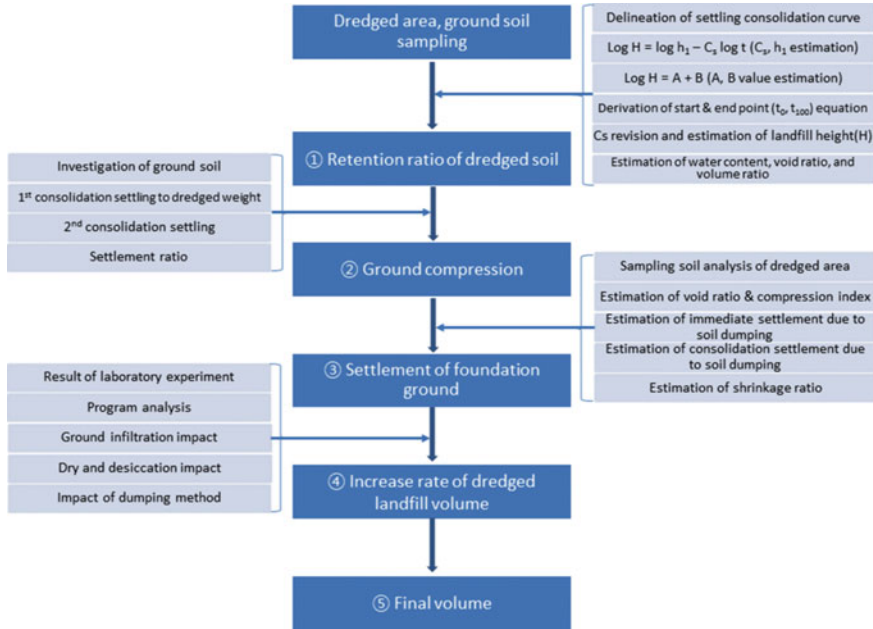 Dredged area, ground soil
sampling
Delineation of settling consolidation curve
Log H = log h₁ – Cₛ log t (Cₛ, h₁ estimation)
Log H = A + B (A, B value estimation)
Derivation of start & end point (t₀, t₁₀₀) equation
Cs revision and estimation of landfill height(H)
Estimation of water content, void ratio, and
volume ratio
① Retention ratio of dredged soil
Investigation of ground soil
1st consolidation settling to dredged weight
2nd consolidation settling
Settlement ratio
② Ground compression
Sampling soil analysis of dredged area
Estimation of void ratio & compression index
Estimation of immediate settlement due to
soil dumping
Estimation of consolidation settlement due
to soil dumping
Estimation of shrinkage ratio
③ Settlement of foundation
ground
Result of laboratory experiment
Program analysis
Ground infiltration impact
Dry and desiccation impact
Impact of dumping method
④ Increase rate of dredged
landfill volume
⑤ Final volume